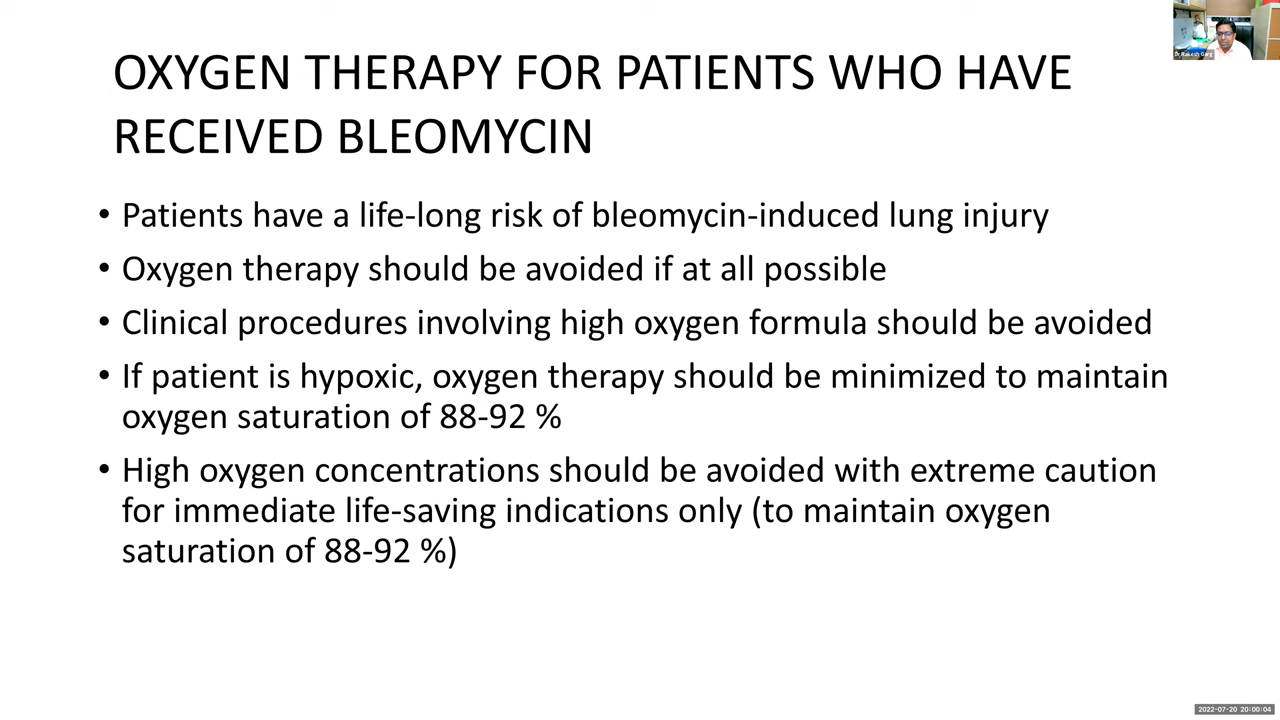 OXYGEN THERAPY FOR PATIENTS WHO HAVE
RECEIVED BLEOMYCIN
• Patients have a life-long risk of bleomycin-induced lung injury
• Oxygen therapy should be avoided if at all possible
• Clinical procedures involving high oxygen formula should be avoided
• If patient is hypoxic, oxygen therapy should be minimized to maintain
oxygen saturation of 88-92 %
• High oxygen concentrations should be avoided with extreme caution
for immediate life-saving indications only (to maintain oxygen
saturation of 88-92 %)
Dr Rakesh Garg
2022-07-20 20:00:04